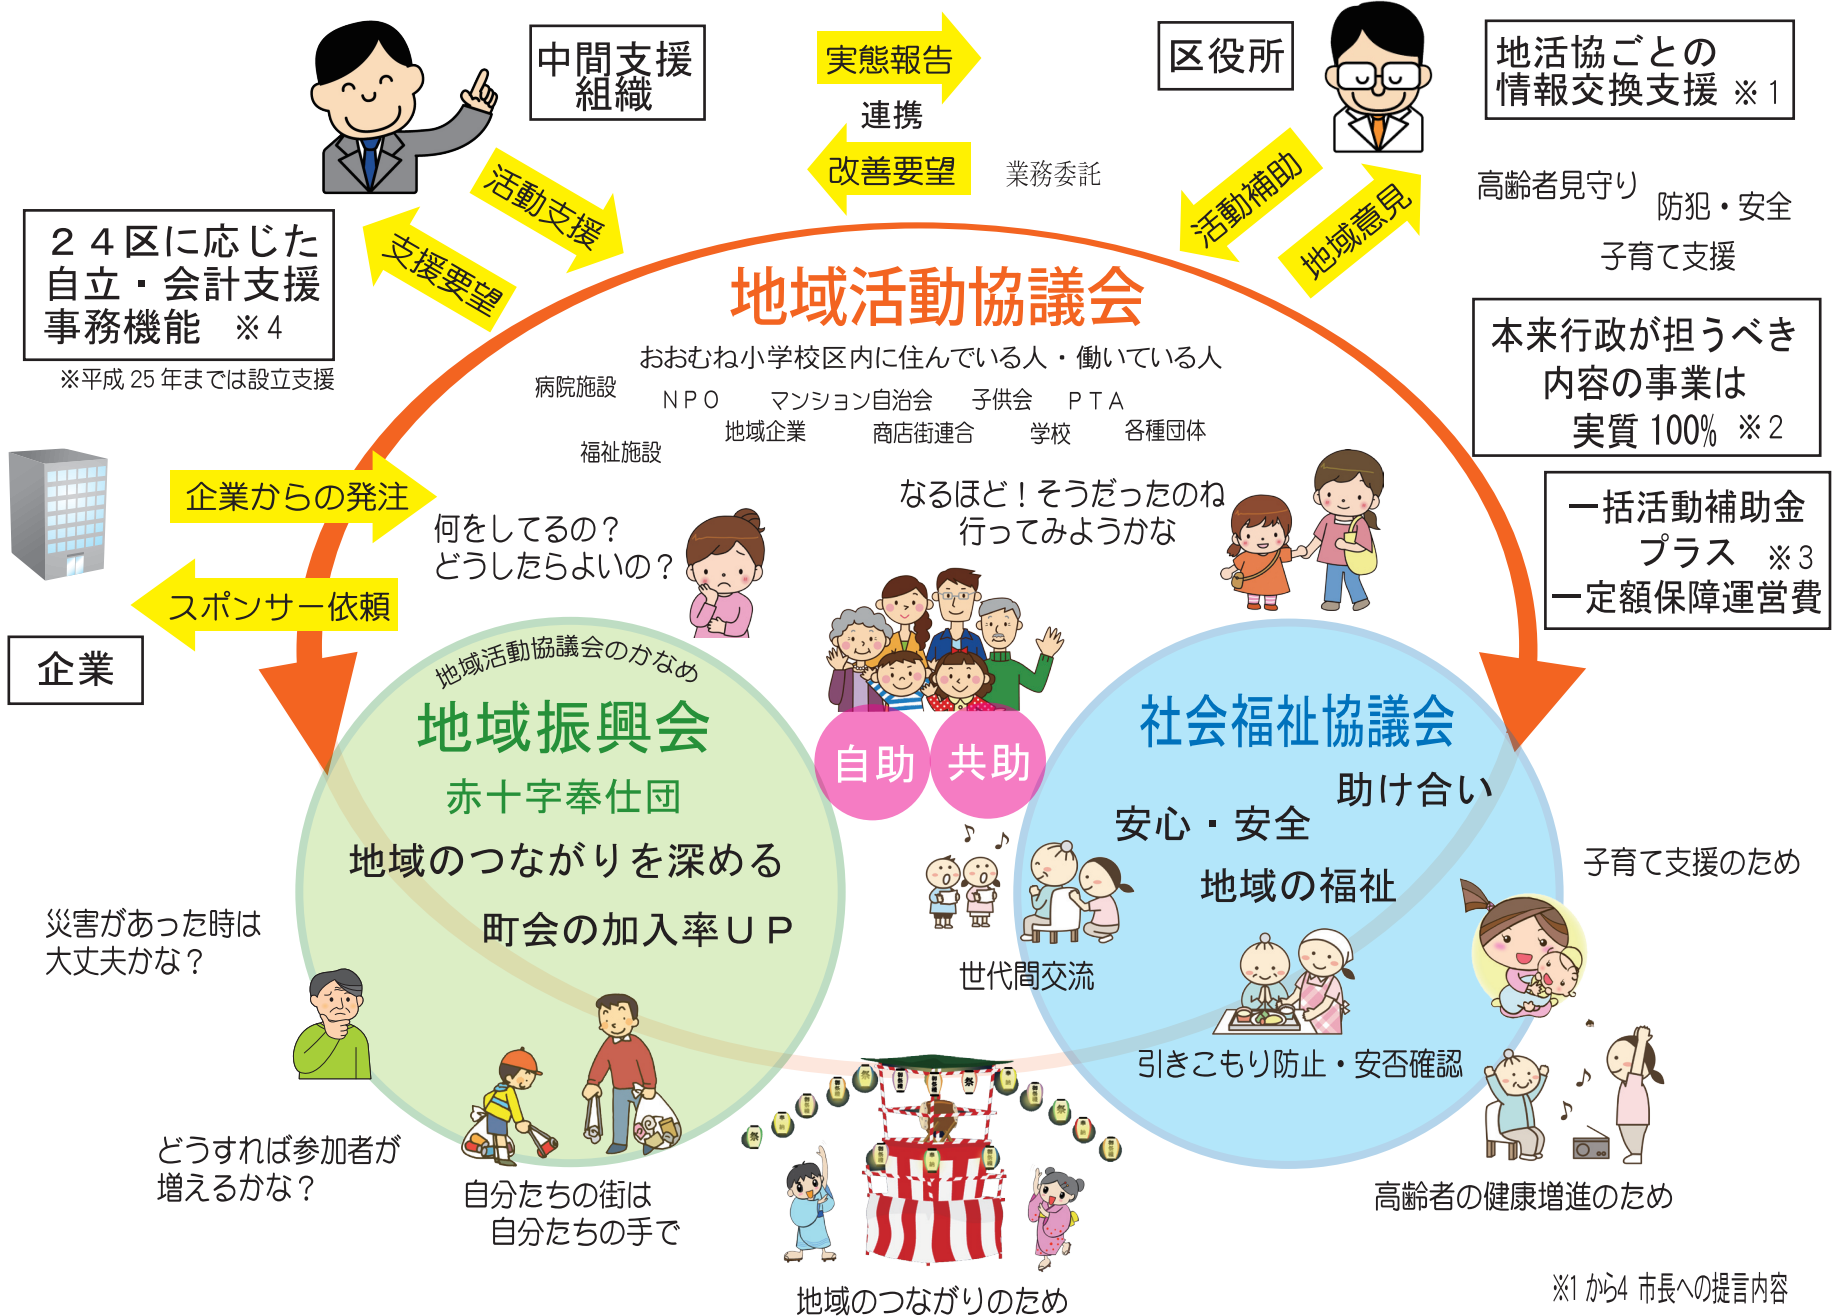 中間支援
組織
実態報告
連携
改善要望
業務委託
区役所
地活協ごとの
情報交換支援 ※1
高齢者見守り
防犯・安全
子育て支援
活動支援
支援要望
活動補助
地域意見
24区に応じた
自立・会計支援
事務機能 ※4
※平成25年までは設立支援
地域活動協議会
おおむね小学校区内に住んでいる人・働いている人
病院施設
NPO
マンション自治会
子供会
PTA
地域企業
商店街連合
学校
各種団体
福祉施設
本来行政が担うべき
内容の事業は
実質100% ※2
一括活動補助金
プラス ※3
一定額保障運営費
企業からの発注
スポンサー依頼
企業
何をしてるの?
どうしたらよいの?
なるほど!そうだったのね
行ってみようかな
地域活動協議会のかなめ
地域振興会
赤十字奉仕団
地域のつながりを深める
町会の加入率UP
自助
共助
社会福祉協議会
助け合い
安心・安全
地域の福祉
子育て支援のため
世代間交流
引きこもり防止・安否確認
災害があった時は
大丈夫かな?
どうすれば参加者が
増えるかな?
自分たちの街は
自分たちの手で
高齢者の健康増進のため
地域のつながりのため
※1から4 市長への提言内容